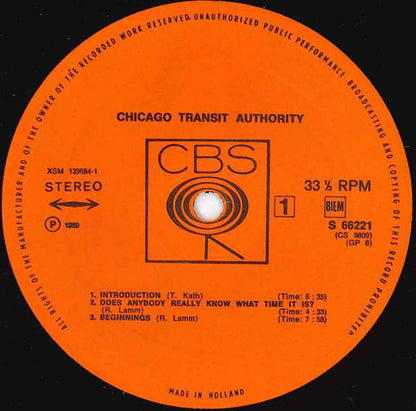 ALL RIGHTS OF THE MANUFACTURER AND OF THE OWNER OF THE RECORDED WORK RESERVED UNAUTHORIZED PUBLIC PERFORMANCE BROADCASTING AND COPYING OF THIS RECORD PROHIBITED
CHICAGO TRANSIT AUTHORITY
CBS
XSM 139684-1
STEREO
P 1969
1
33 ⅓ RPM
BIEM
S 66221
(CS 9809)
(GP 8)
1. INTRODUCTION (T. Kath) (Time: 6 : 35)
2. DOES ANYBODY REALLY KNOW WHAT TIME IT IS?
(R. Lamm) (Time: 4 : 33)
3. BEGINNINGS (R. Lamm) (Time: 7 : 58)
MADE IN HOLLAND